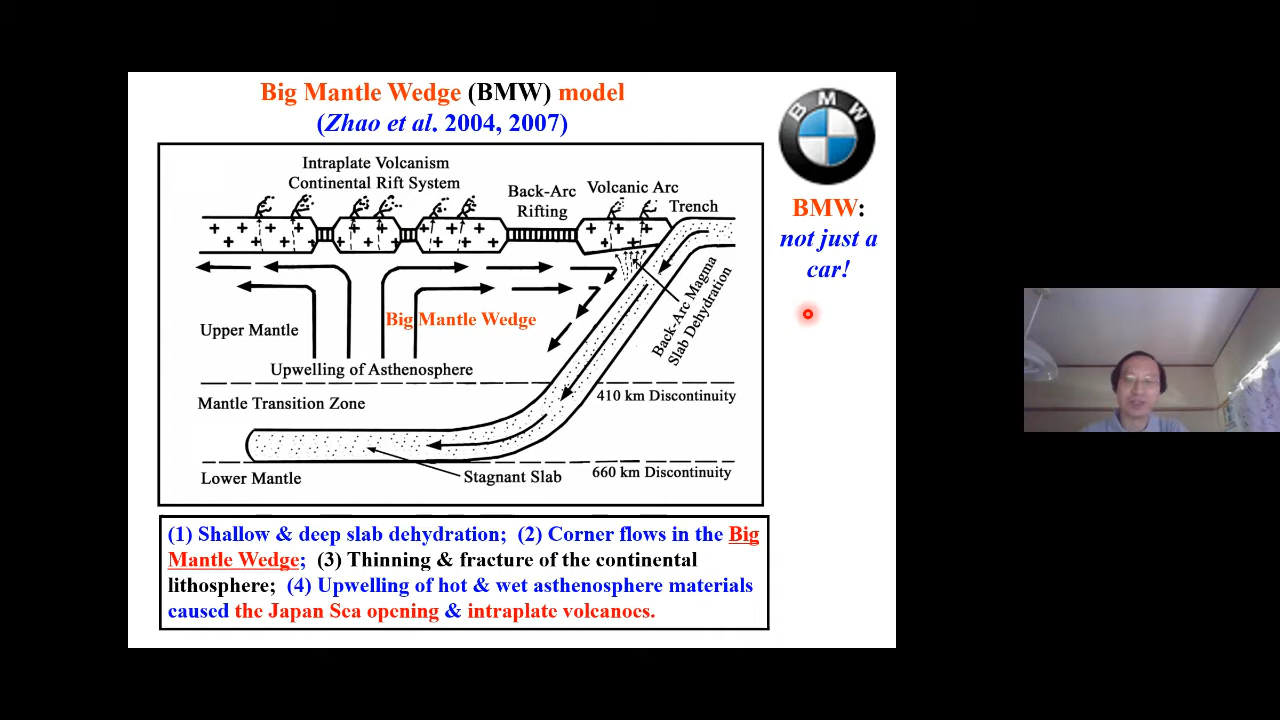 Big Mantle Wedge (BMW) model
(Zhao et al. 2004, 2007)
BMW
BMW:
not just a
car!
Intraplate Volcanism
Continental Rift System
Back-Arc
Rifting
Volcanic Arc
Trench
Back-Arc Magma
Slab Dehydration
Upper Mantle
Big Mantle Wedge
Upwelling of Asthenosphere
Mantle Transition Zone
410 km Discontinuity
Lower Mantle
Stagnant Slab
660 km Discontinuity
(1) Shallow & deep slab dehydration; (2) Corner flows in the Big
Mantle Wedge; (3) Thinning & fracture of the continental
lithosphere; (4) Upwelling of hot & wet asthenosphere materials
caused the Japan Sea opening & intraplate volcanoes.